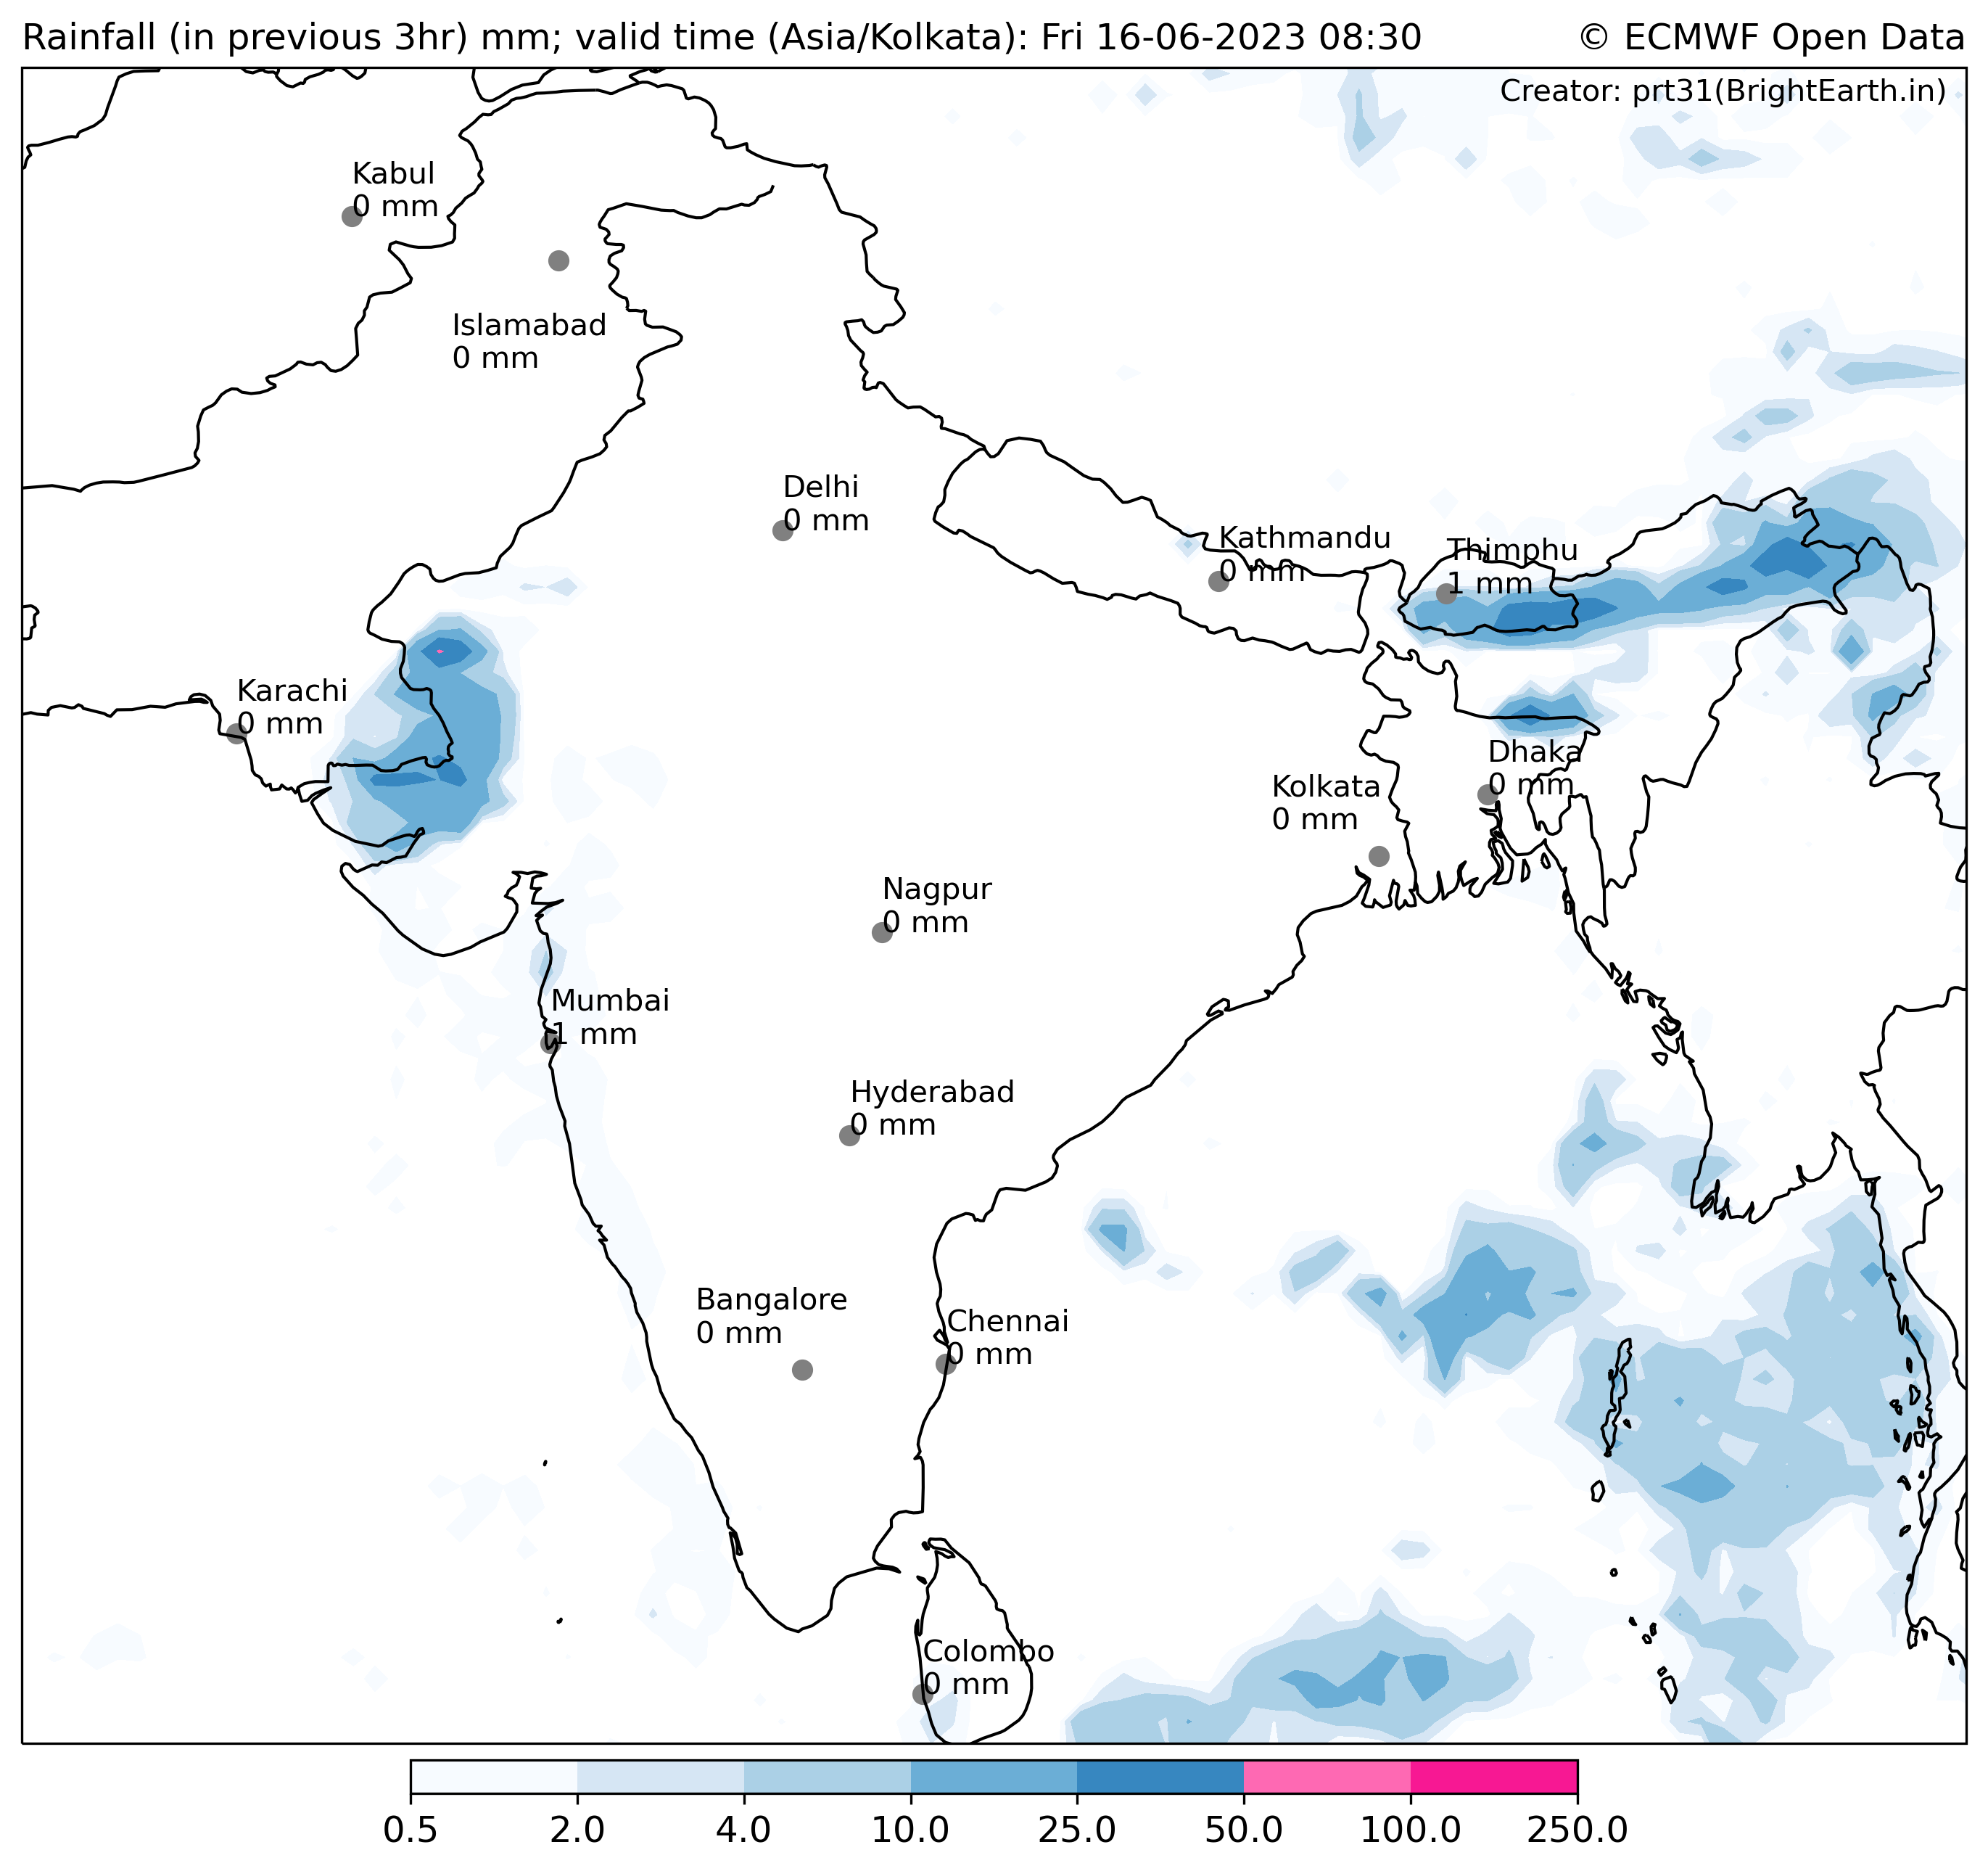 Rainfall (in previous 3hr) mm; valid time (Asia/Kolkata): Fri 16-06-2023 08:30
© ECMWF Open Data
Creator: prt31(BrightEarth.in)
Kabul
0 mm
Islamabad
0 mm
Delhi
0 mm
Kathmandu
0 mm
Thimphu
1 mm
Karachi
0 mm
Dhaka
0 mm
Kolkata
0 mm
Nagpur
0 mm
Mumbai
1 mm
Hyderabad
0 mm
Bangalore
0 mm
Chennai
0 mm
Colombo
0 mm
0.5 2.0 4.0 10.0 25.0 50.0 100.0 250.0